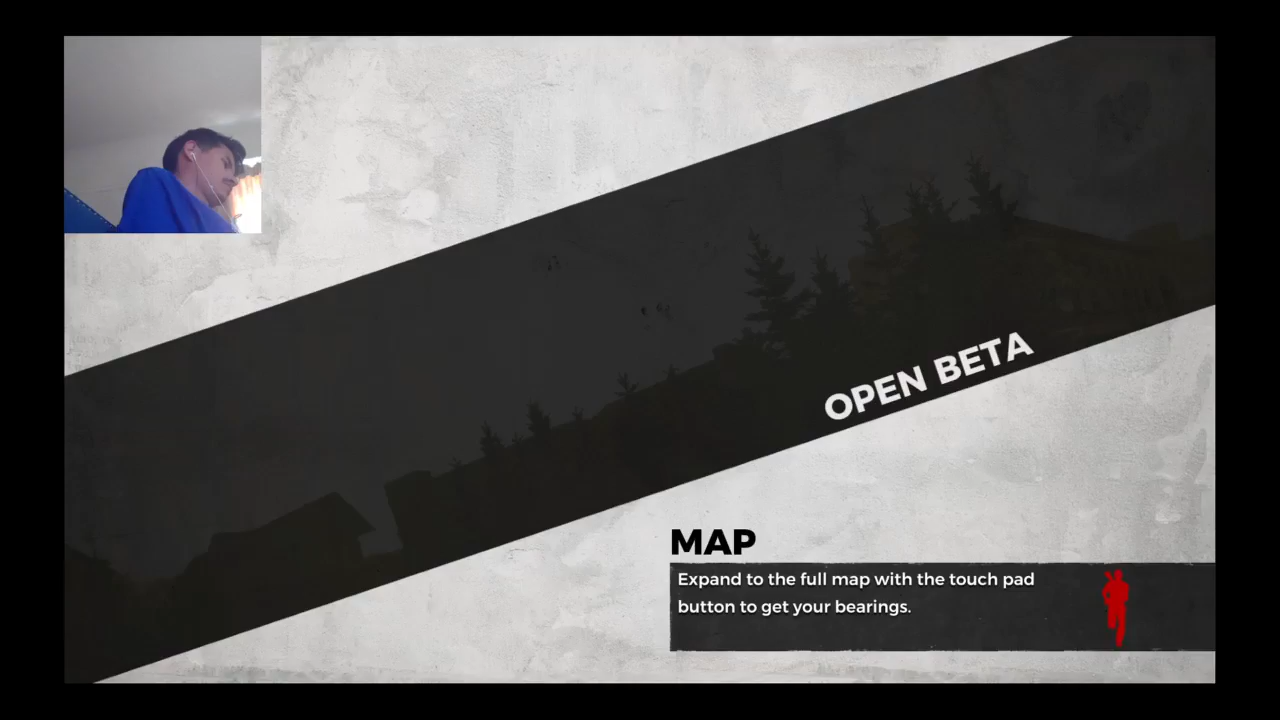 OPEN BETA
MAP
Expand to the full map with the touch pad
button to get your bearings.